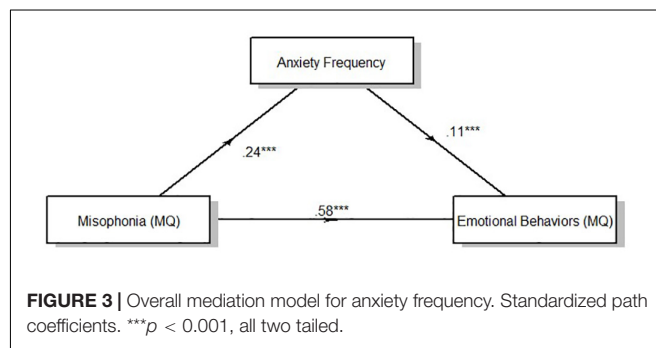 Anxiety Frequency
.24***
.11***
Misophonia (MQ)
.58***
Emotional Behaviors (MQ)
FIGURE 3 | Overall mediation model for anxiety frequency. Standardized path
coefficients. ***p < 0.001, all two tailed.